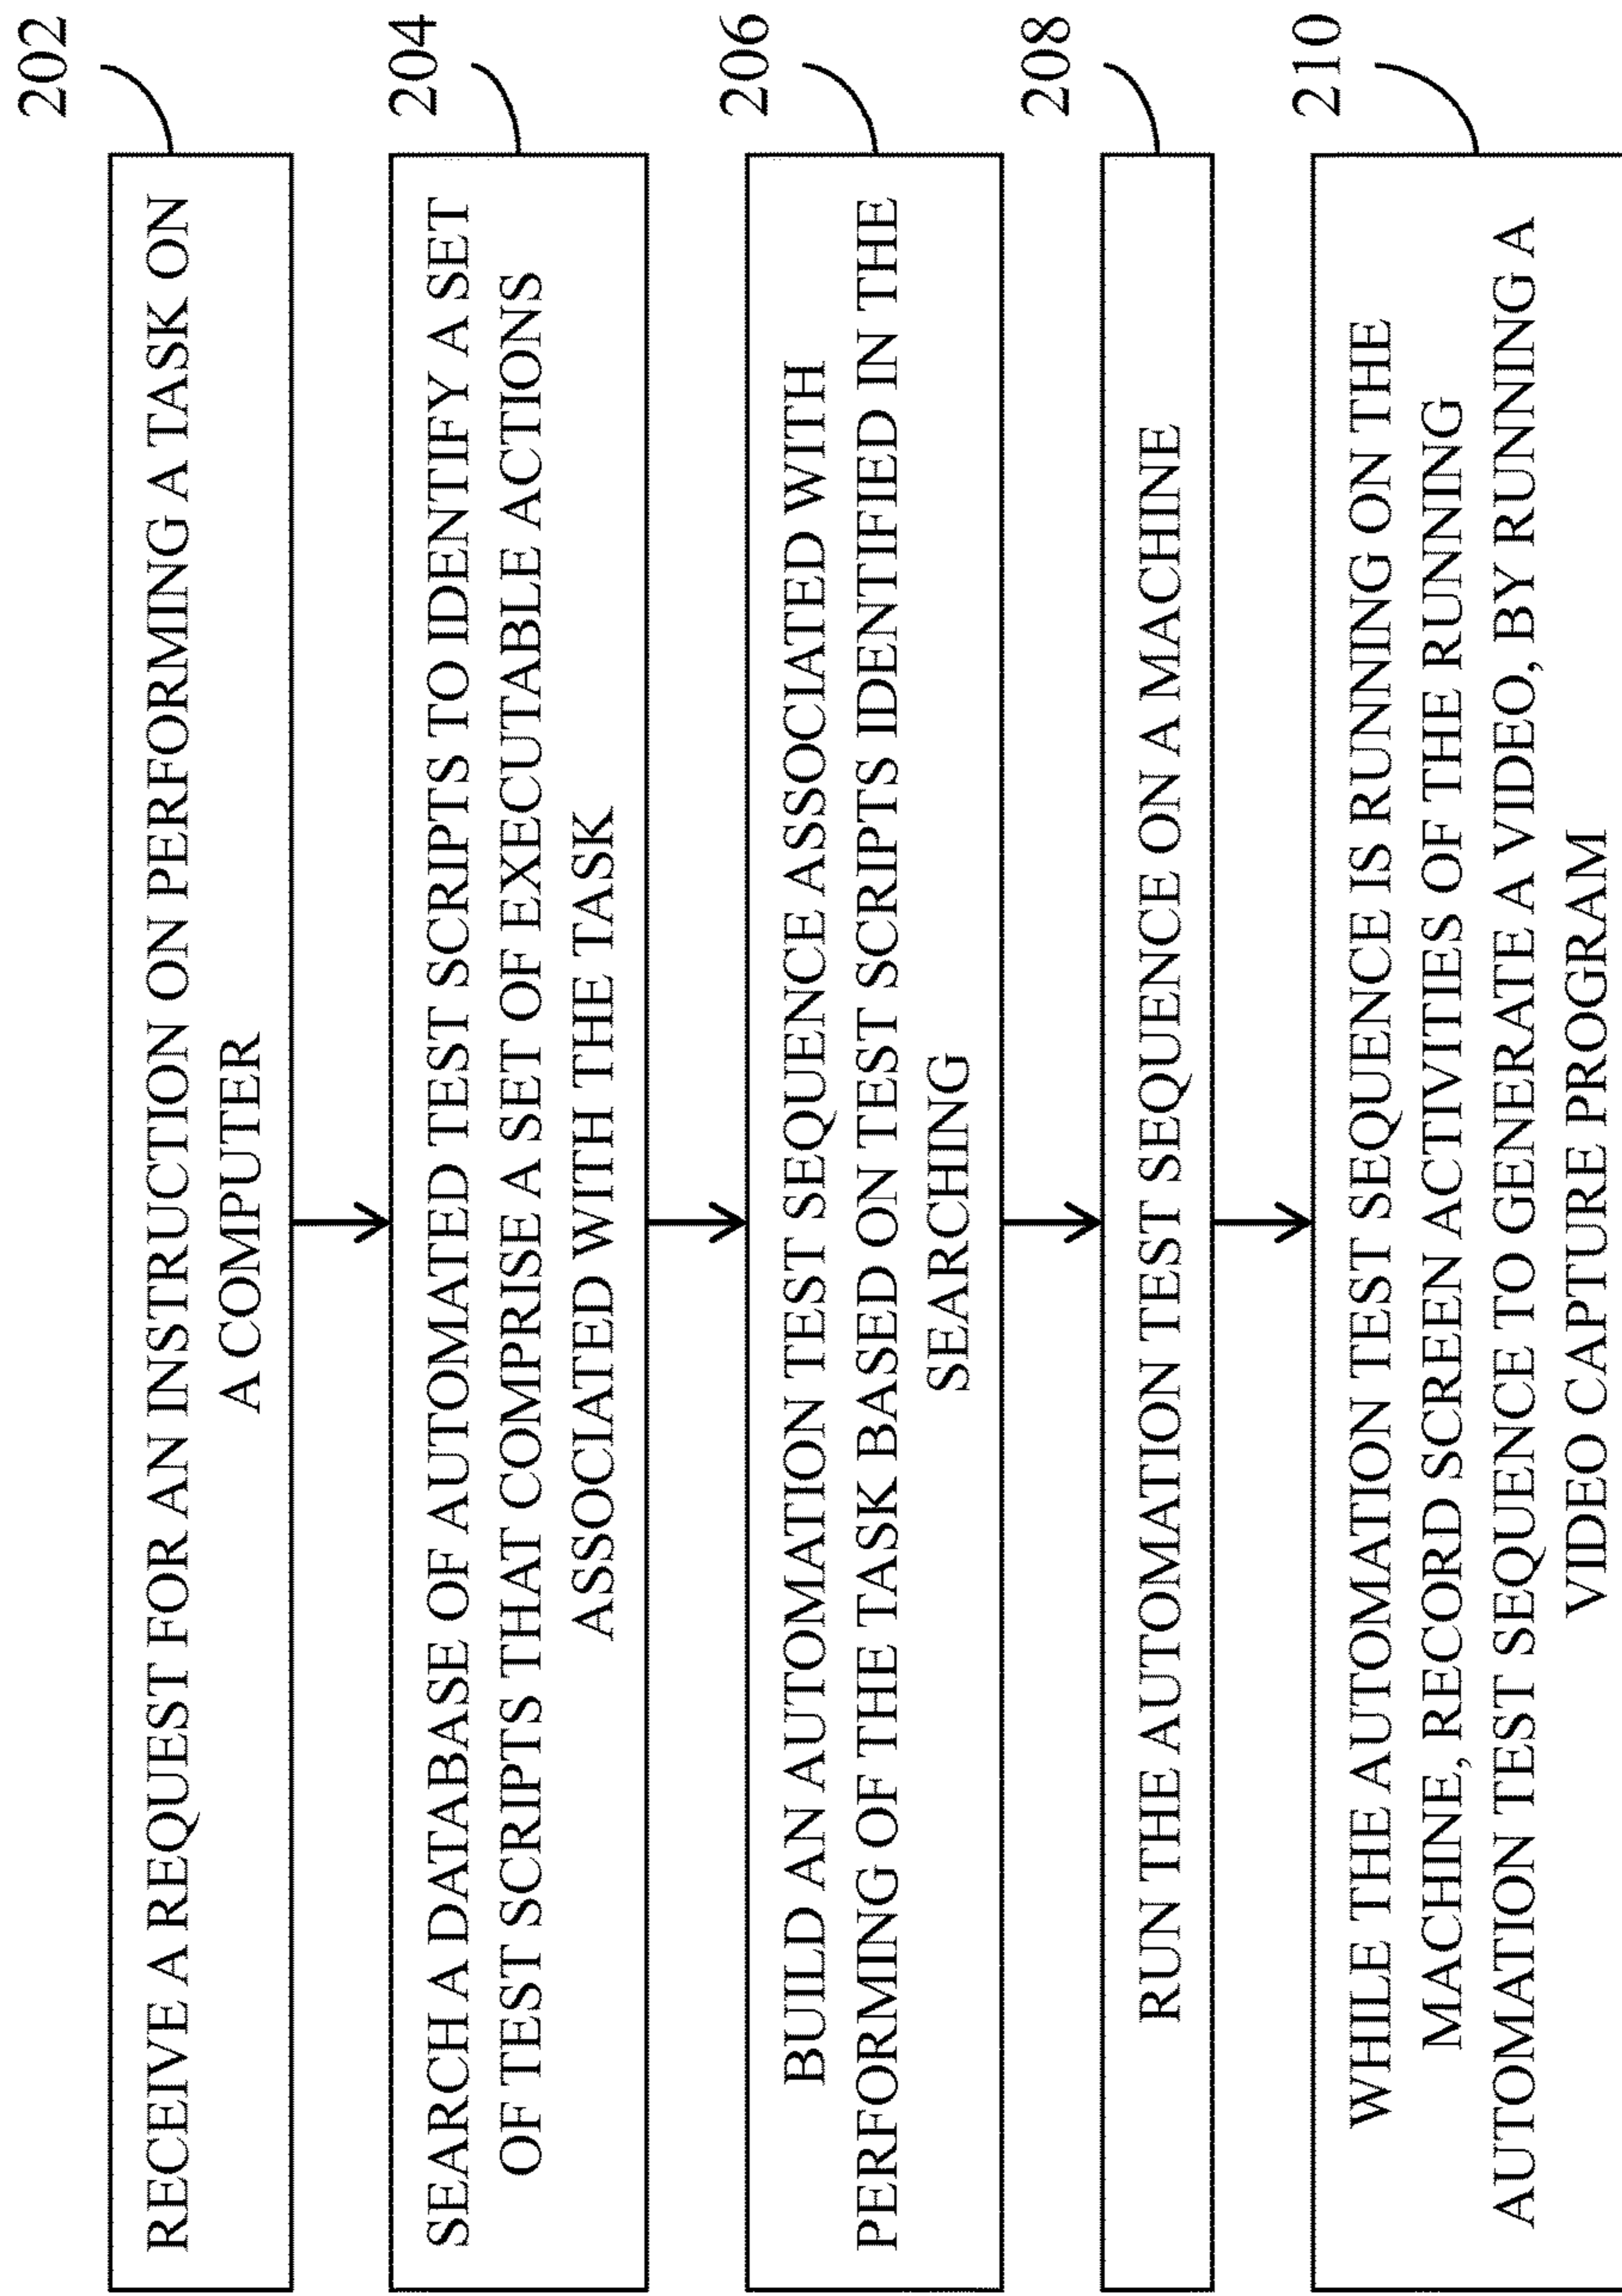 202
RECEIVE A REQUEST FOR AN INSTRUCTION ON PERFORMING A TASK ON
A COMPUTER
204
SEARCH A DATABASE OF AUTOMATED TEST SCRIPTS TO IDENTIFY A SET
OF TEST SCRIPTS THAT COMPRISE A SET OF EXECUTABLE ACTIONS
ASSOCIATED WITH THE TASK
206
BUILD AN AUTOMATION TEST SEQUENCE ASSOCIATED WITH
PERFORMING OF THE TASK BASED ON TEST SCRIPTS IDENTIFIED IN THE
SEARCHING
208
RUN THE AUTOMATION TEST SEQUENCE ON A MACHINE
210
WHILE THE AUTOMATION TEST SEQUENCE IS RUNNING ON THE
MACHINE, RECORD SCREEN ACTIVITIES OF THE RUNNING
AUTOMATION TEST SEQUENCE TO GENERATE A VIDEO, BY RUNNING A
VIDEO CAPTURE PROGRAM